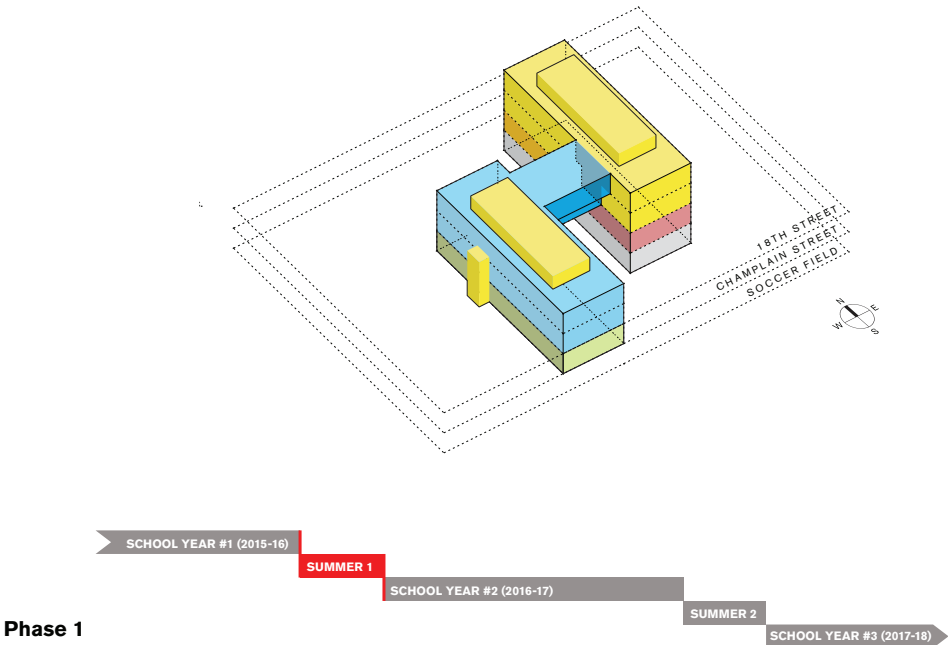 18TH STREET
CHAMPLAIN STREET
SOCCER FIELD
N
E
W
S
SCHOOL YEAR #1 (2015-16)
SUMMER 1
SCHOOL YEAR #2 (2016-17)
SUMMER 2
Phase 1
SCHOOL YEAR #3 (2017-18)